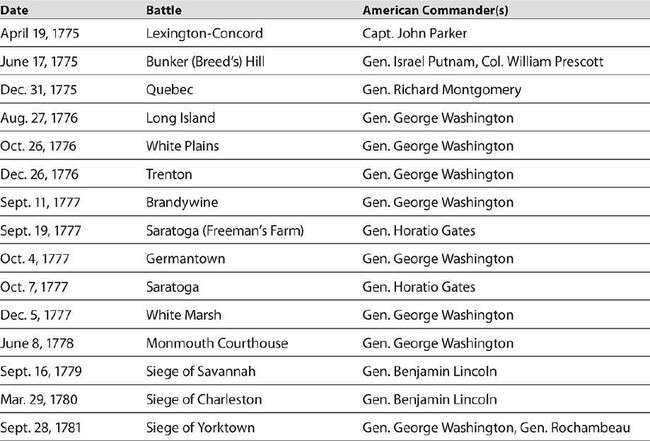 Date Battle American Commander(s)
April 19, 1775 Lexington-Concord Capt. John Parker
June 17, 1775 Bunker (Breed's) Hill Gen. Israel Putnam, Col. William Prescott
Dec. 31, 1775 Quebec Gen. Richard Montgomery
Aug. 27, 1776 Long Island Gen. George Washington
Oct. 26, 1776 White Plains Gen. George Washington
Dec. 26, 1776 Trenton Gen. George Washington
Sept. 11, 1777 Brandywine Gen. George Washington
Sept. 19, 1777 Saratoga (Freeman's Farm) Gen. Horatio Gates
Oct. 4, 1777 Germantown Gen. George Washington
Oct. 7, 1777 Saratoga Gen. Horatio Gates
Dec. 5, 1777 White Marsh Gen. George Washington
June 8, 1778 Monmouth Courthouse Gen. George Washington
Sept. 16, 1779 Siege of Savannah Gen. Benjamin Lincoln
Mar. 29, 1780 Siege of Charleston Gen. Benjamin Lincoln
Sept. 28, 1781 Siege of Yorktown Gen. George Washington, Gen. Rochambeau